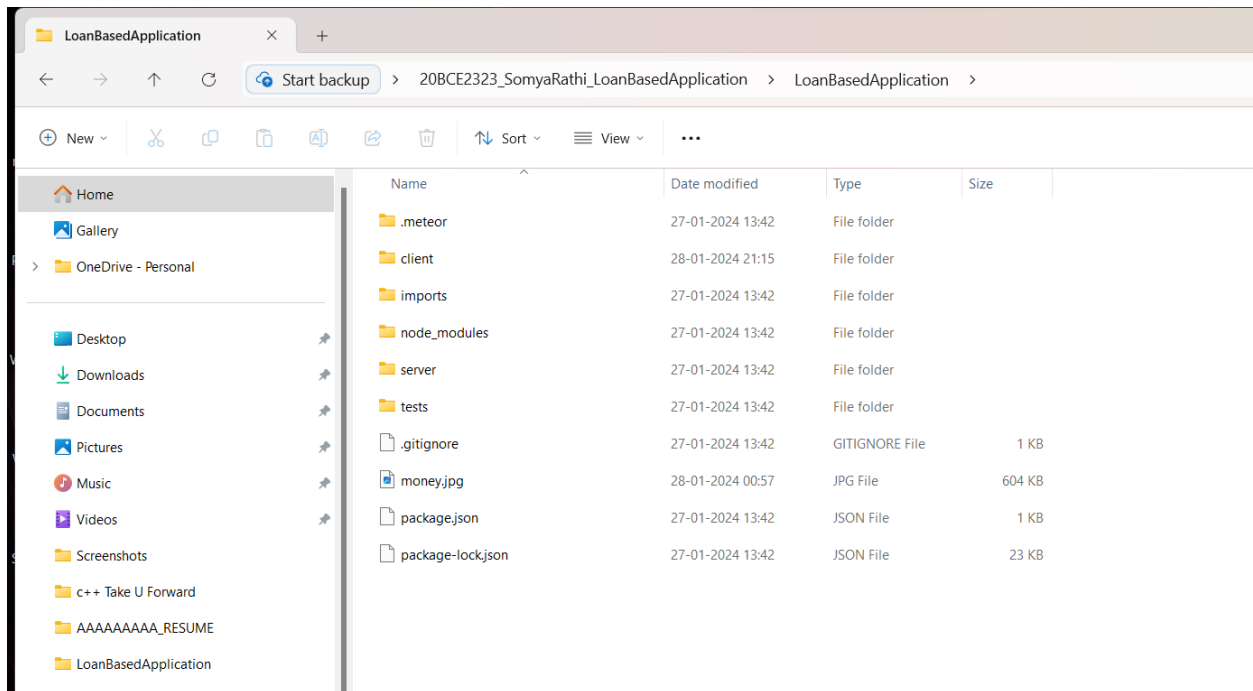 LoanBasedApplication
Start backup > 20BCE2323_SomyaRathi_LoanBasedApplication > LoanBasedApplication >
New Sort View
Name Date modified Type Size
Home
Gallery
OneDrive - Personal
Desktop
Downloads
Documents
Pictures
Music
Videos
Screenshots
c++ Take U Forward
AAAAAAAAA_RESUME
LoanBasedApplication
.meteor 27-01-2024 13:42 File folder
client 28-01-2024 21:15 File folder
imports 27-01-2024 13:42 File folder
node_modules 27-01-2024 13:42 File folder
server 27-01-2024 13:42 File folder
tests 27-01-2024 13:42 File folder
.gitignore 27-01-2024 13:42 GITIGNORE File 1 KB
money.jpg 28-01-2024 00:57 JPG File 604 KB
package.json 27-01-2024 13:42 JSON File 1 KB
package-lock.json 27-01-2024 13:42 JSON File 23 KB